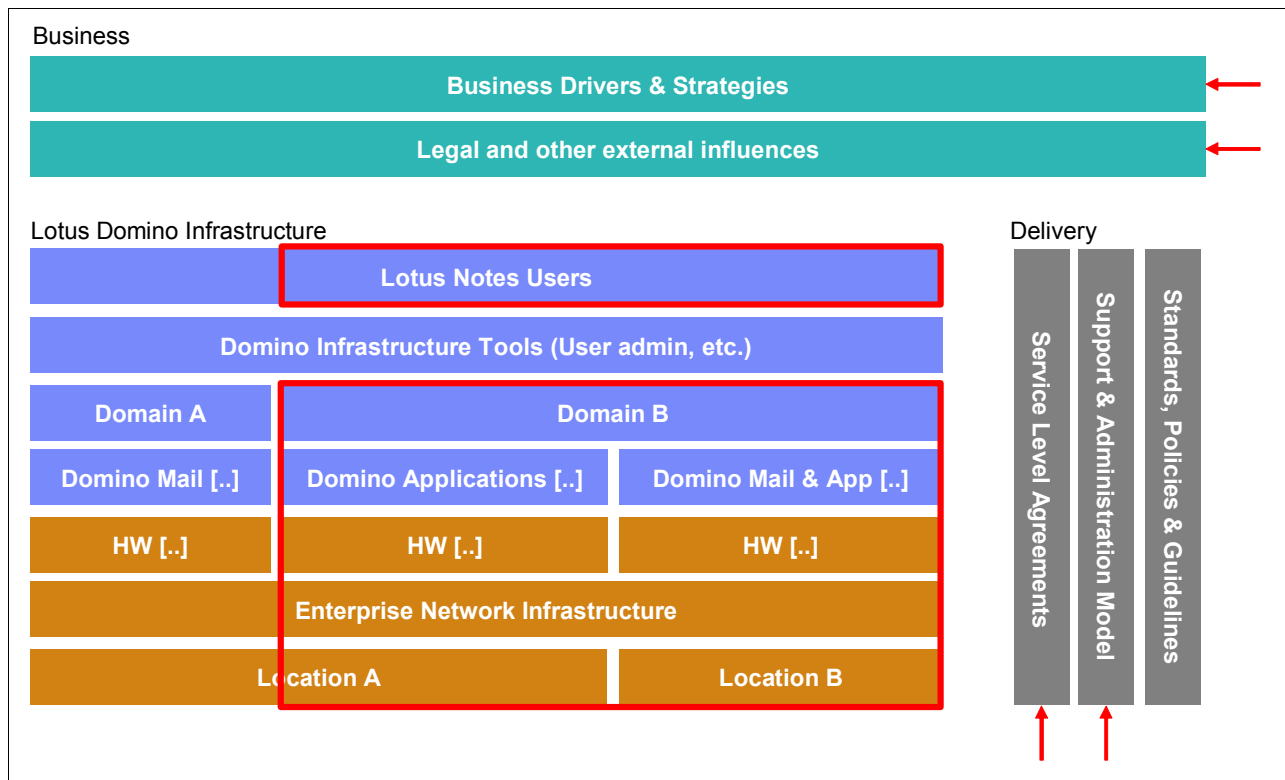 Business
Business Drivers & Strategies
Legal and other external influences
Lotus Domino Infrastructure
Lotus Notes Users
Domino Infrastructure Tools (User admin, etc.)
Domain A
Domain B
Domino Mail [..]
Domino Applications [..]
Domino Mail & App [..]
HW [..]
HW [..]
HW [..]
Enterprise Network Infrastructure
Location A
Location B
Delivery
Service Level Agreements
Support & Administration Model
Standards, Policies & Guidelines